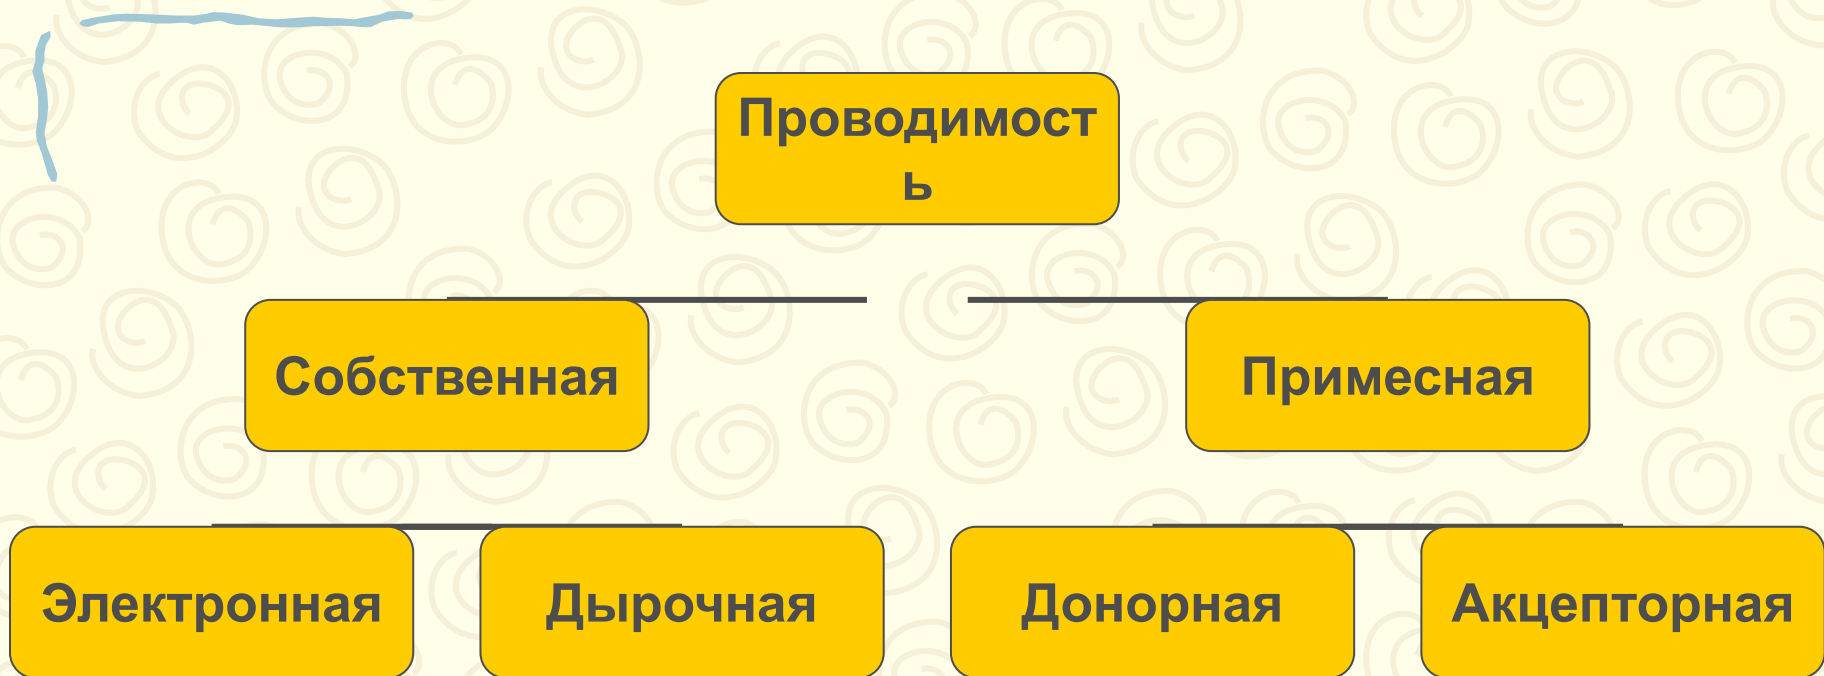 Проводимост
ь
Собственная
Примесная
Электронная
Дырочная
Донорная
Акцепторная